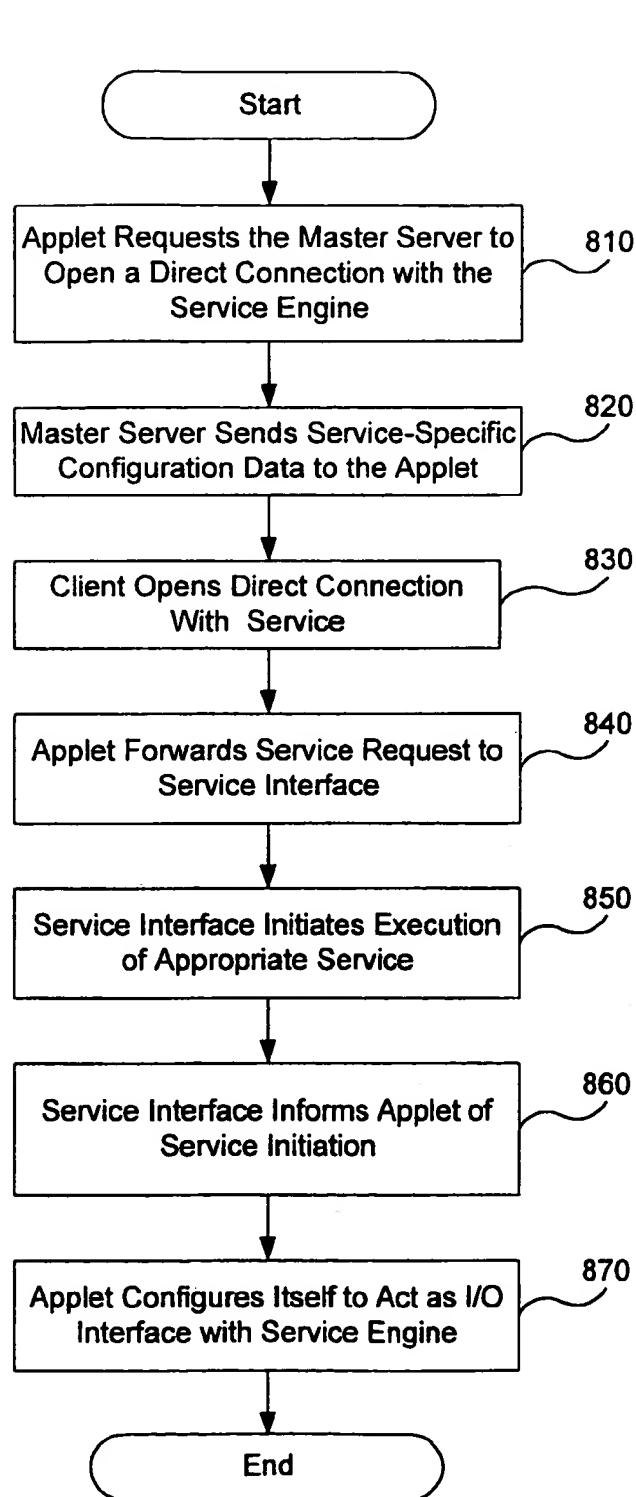 Start
Applet Requests the Master Server to
Open a Direct Connection with the
Service Engine
810
Master Server Sends Service-Specific
Configuration Data to the Applet
820
Client Opens Direct Connection
With Service
830
Applet Forwards Service Request to
Service Interface
840
Service Interface Initiates Execution
of Appropriate Service
850
Service Interface Informs Applet of
Service Initiation
860
Applet Configures Itself to Act as I/O
Interface with Service Engine
870
End